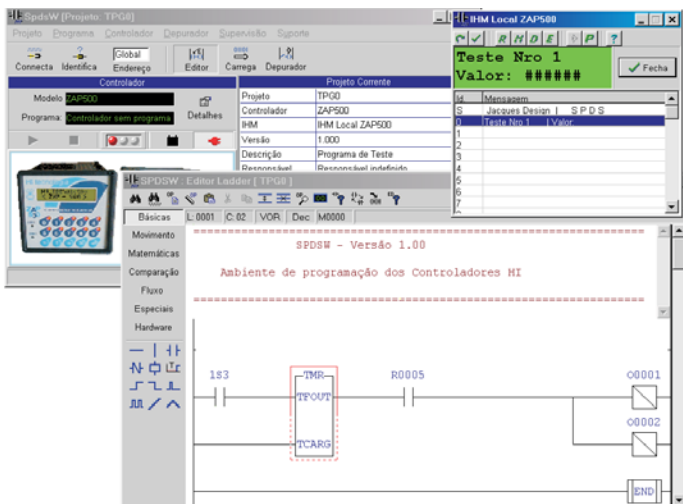 SpdsW [Projeto: TPG0]
Projeto Programa Controlador Depurador Supervisão Suporte
Connecta Identifica Global Endereço Editor Carrega Depurador
Controlador
Modelo ZAP500
Programa: Controlador sem programa
Detalhes
Projeto Corrente
Projeto TPG0
Controlador ZAP500
IHM IHM Local ZAP500
Versão 1.000
Descrição Programa de Teste
Responsável Responsável indefinido
IHM Local ZAP500
R H D E P ?
Teste Nro 1
Valor: ######
Fecha
Id. Mensagem
S Jacques Design | S P D S
0 Teste Nro 1 | Valor:
1
2
3
4
5
6
7
SPDSW : Editor Ladder [ TPG0 ]
Básicas L: 0001 C: 02 VOR Dec M0000
Movimento
Matemáticas
Comparação
Fluxo
Especiais
Hardware
SPDSW - Versão 1.00
Ambiente de programação dos Controladores HI
1S3 TMR R0005 O0001
TFOUT
O0002
TCARG
END